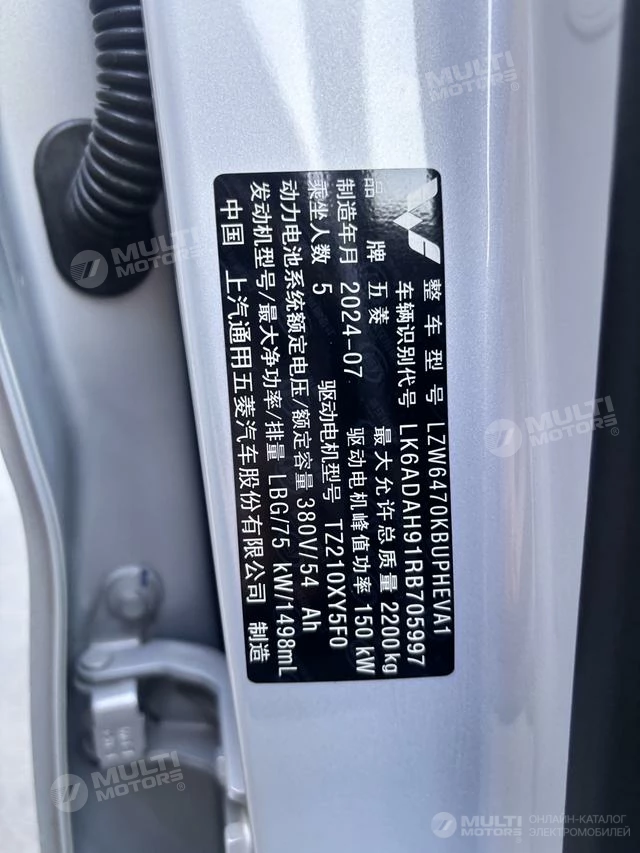 整车型号 LZW6470KBUPHEVA1
车辆识别代号 LK6ADAH91RB705997
品牌 五菱 最大允许总质量 2200kg
制造年月 2024-07 驱动电机峰值功率 150 kW
乘坐人数 5 驱动电机型号 TZ210XY5F0
动力电池系统额定电压/额定容量 380V/54 Ah
发动机型号/最大净功率/排量 LBG/75 kW/1498mL
中国 上汽通用五菱汽车股份有限公司 制造
MULTI
MOTORS®
MULTI
MOTORS®
MULTI
MOTORS®
MULTI
MOTORS®
MULTI
MOTORS®
ОНЛАЙН-КАТАЛОГ
ЭЛЕКТРОМОБИЛЕЙ